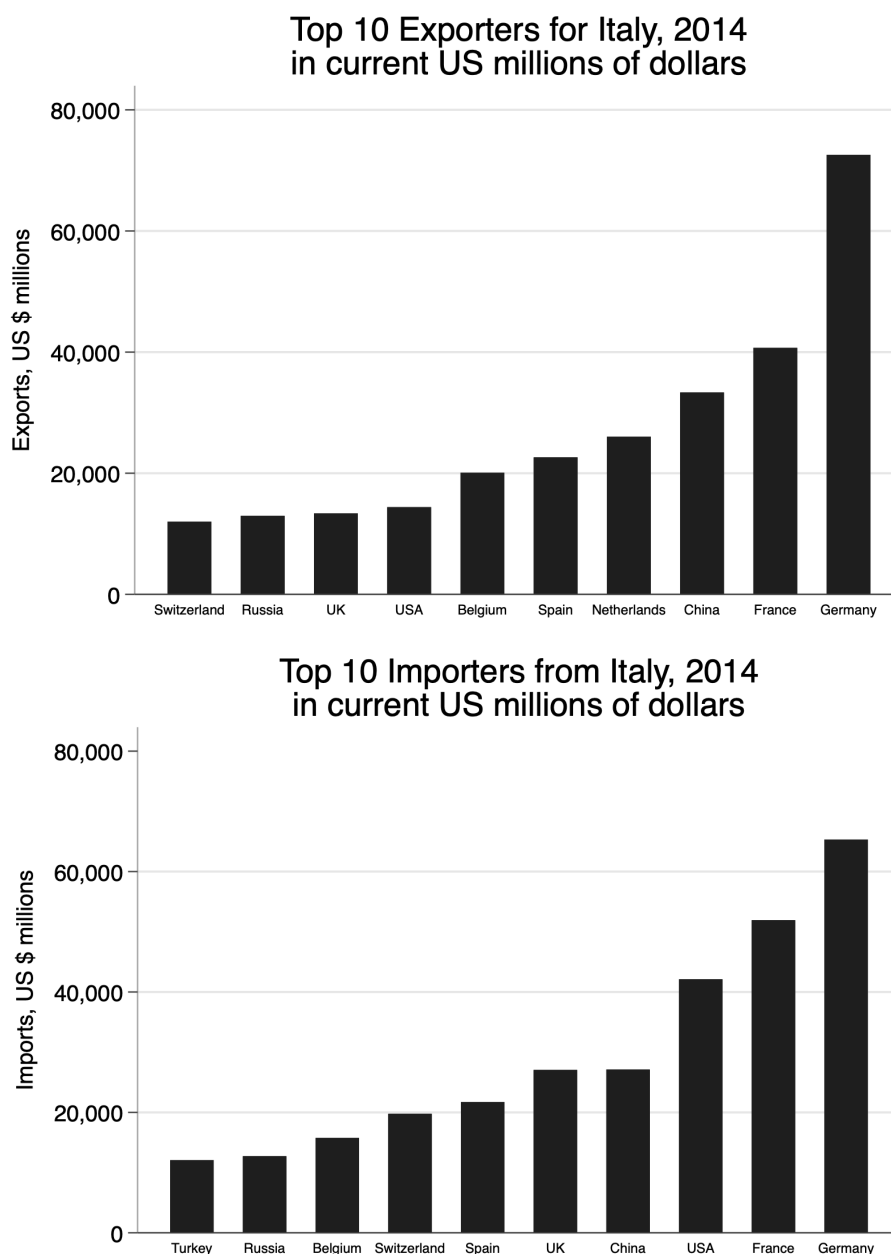 Top 10 Exporters for Italy, 2014
in current US millions of dollars
80,000
60,000
40,000
20,000
0
Exports, US $ millions
Switzerland Russia UK USA Belgium Spain Netherlands China France Germany
Top 10 Importers from Italy, 2014
in current US millions of dollars
80,000
60,000
40,000
20,000
0
Imports, US $ millions
Turkey Russia Belgium Switzerland Spain UK China USA France Germany